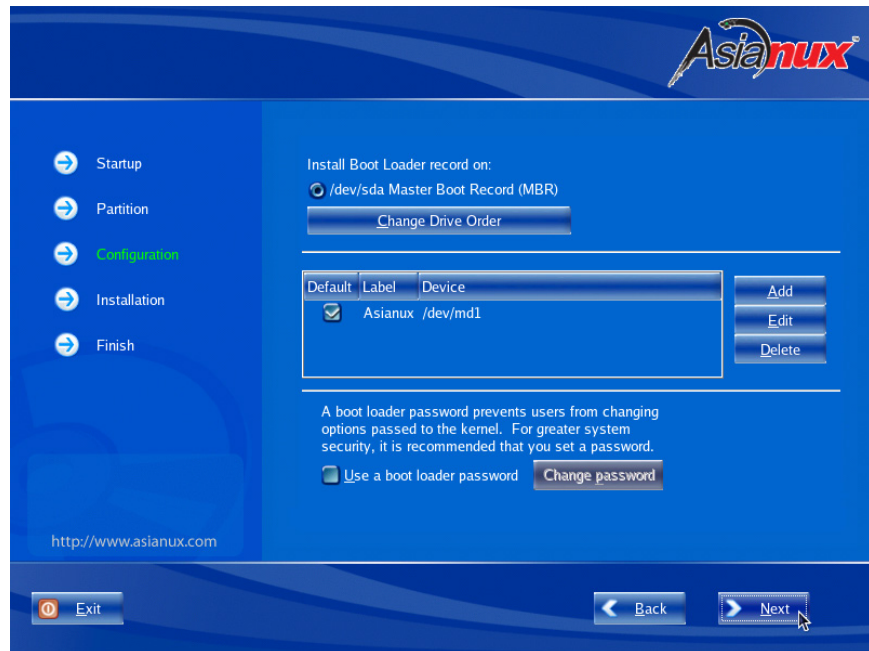 Asianux
Startup
Partition
Configuration
Installation
Finish
http://www.asianux.com
Install Boot Loader record on:
/dev/sda Master Boot Record (MBR)
Change Drive Order
Default Label Device
Asianux /dev/md1
Add
Edit
Delete
A boot loader password prevents users from changing
options passed to the kernel. For greater system
security, it is recommended that you set a password.
Use a boot loader password Change password
Exit
Back
Next